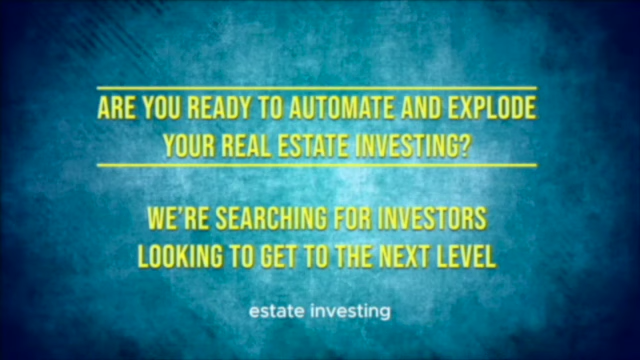 ARE YOU READY TO AUTOMATE AND EXPLODE
YOUR REAL ESTATE INVESTING?
WE'RE SEARCHING FOR INVESTORS
LOOKING TO GET TO THE NEXT LEVEL
estate investing